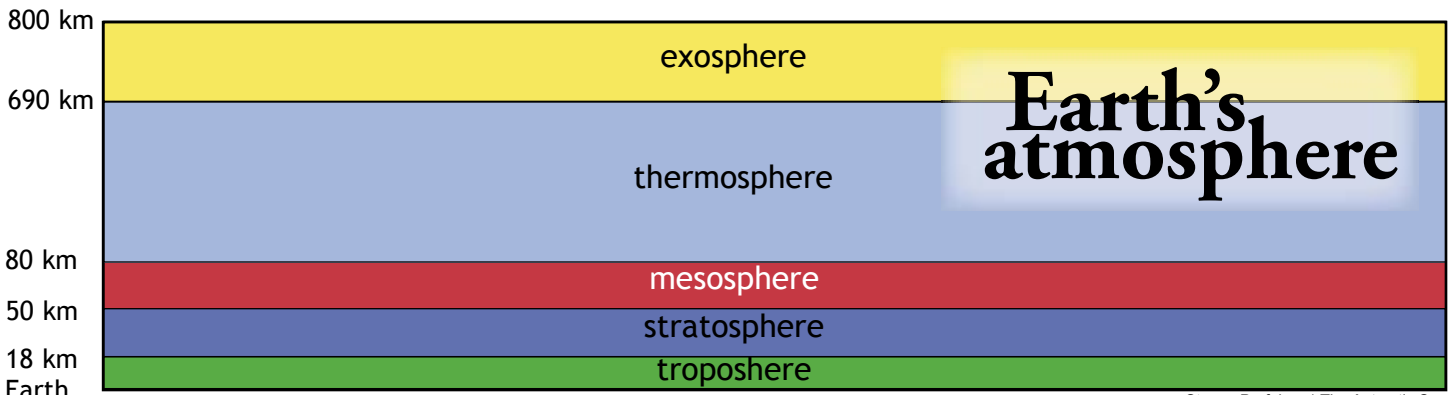 800 km
exosphere
Earth's
atmosphere
690 km
thermosphere
80 km
mesosphere
50 km
stratosphere
18 km
troposhere
Earth